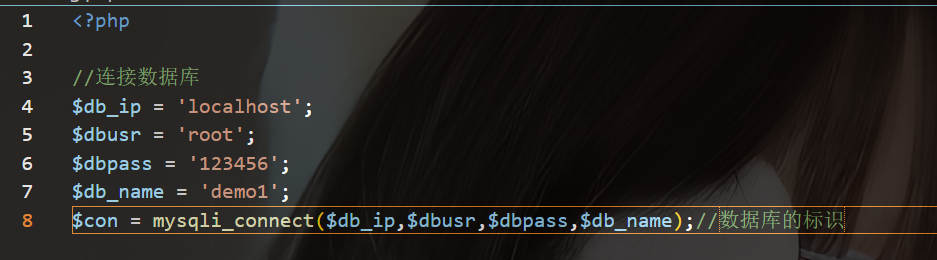 1 <?php
2
3 //连接数据库
4 $db_ip = 'localhost';
5 $dbusr = 'root';
6 $dbpass = '123456';
7 $db_name = 'demo1';
8 $con = mysqli_connect($db_ip,$dbusr,$dbpass,$db_name);//数据库的标识